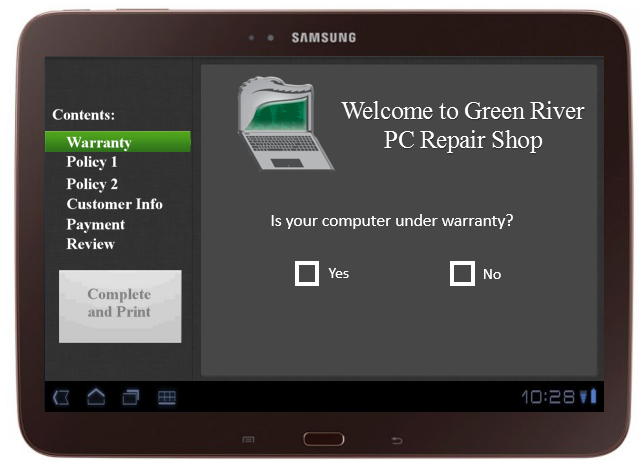 SAMSUNG
Contents:
Warranty
Policy 1
Policy 2
Customer Info
Payment
Review
Complete
and Print
Welcome to Green River
PC Repair Shop
Is your computer under warranty?
Yes
No
10:28